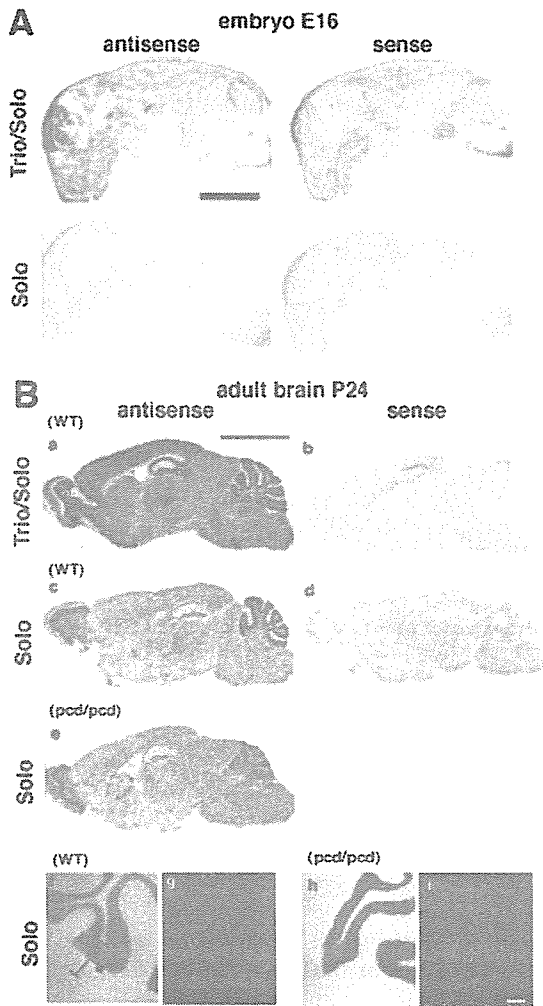 A
embryo E16
antisense sense
Trio/Solo
Solo
B
adult brain P24
antisense sense
(WT)
a b
Trio/Solo
(WT)
c d
Solo
(pcd/pcd)
e
Solo
(WT) (pcd/pcd)
g h i
Solo